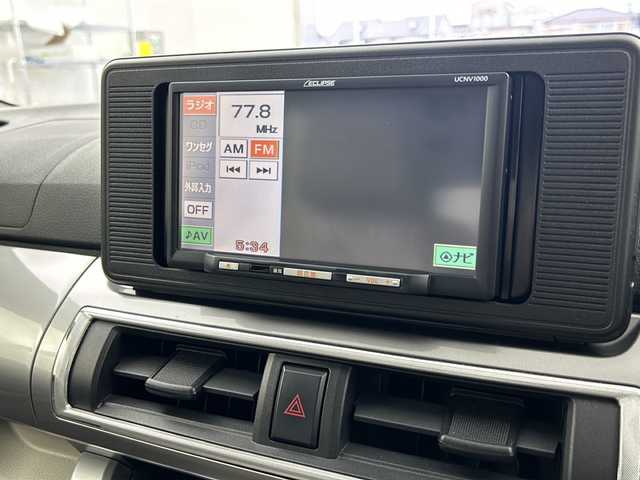 ECLIPSE
UCNV1000
ラジオ
77.8
MHz
CD
ワンセグ
AM
FM
iPod
外部入力
OFF
♪AV
5:34
ナビ
VOL